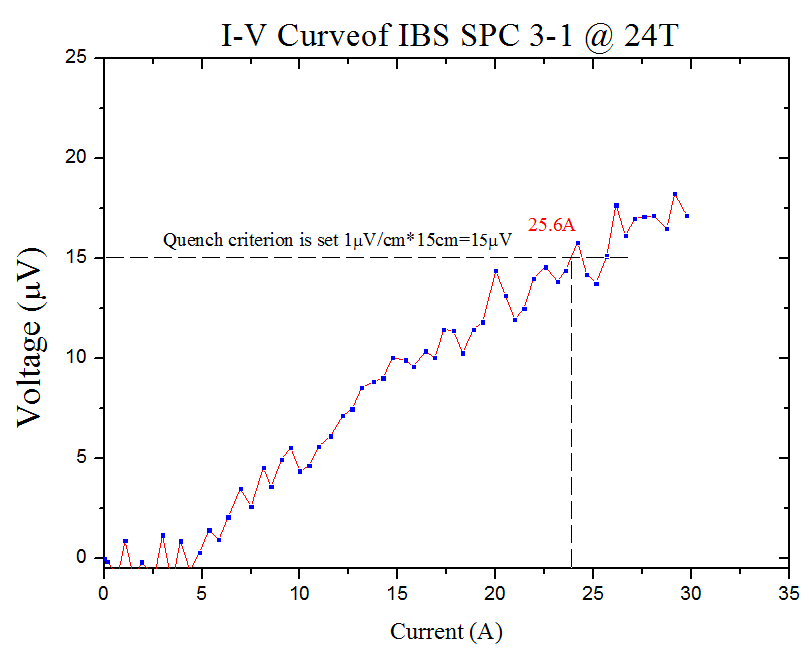 I-V Curveof IBS SPC 3-1 @ 24T
25
20
15
10
5
0
Voltage (μV)
25.6A
Quench criterion is set 1μV/cm*15cm=15μV
0 5 10 15 20 25 30 35
Current (A)